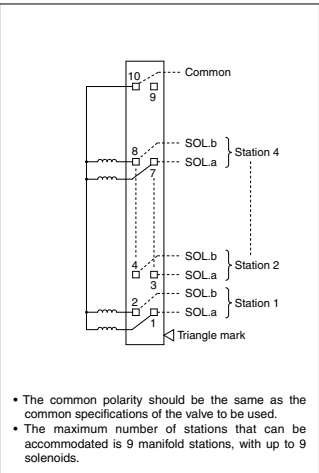 10
Common
9
SOL.b
8
Station 4
SOL.a
7
SOL.b
4
Station 2
SOL.a
3
SOL.b
2
Station 1
SOL.a
1
Triangle mark
• The common polarity should be the same as the
common specifications of the valve to be used.
• The maximum number of stations that can be
accommodated is 9 manifold stations, with up to 9
solenoids.